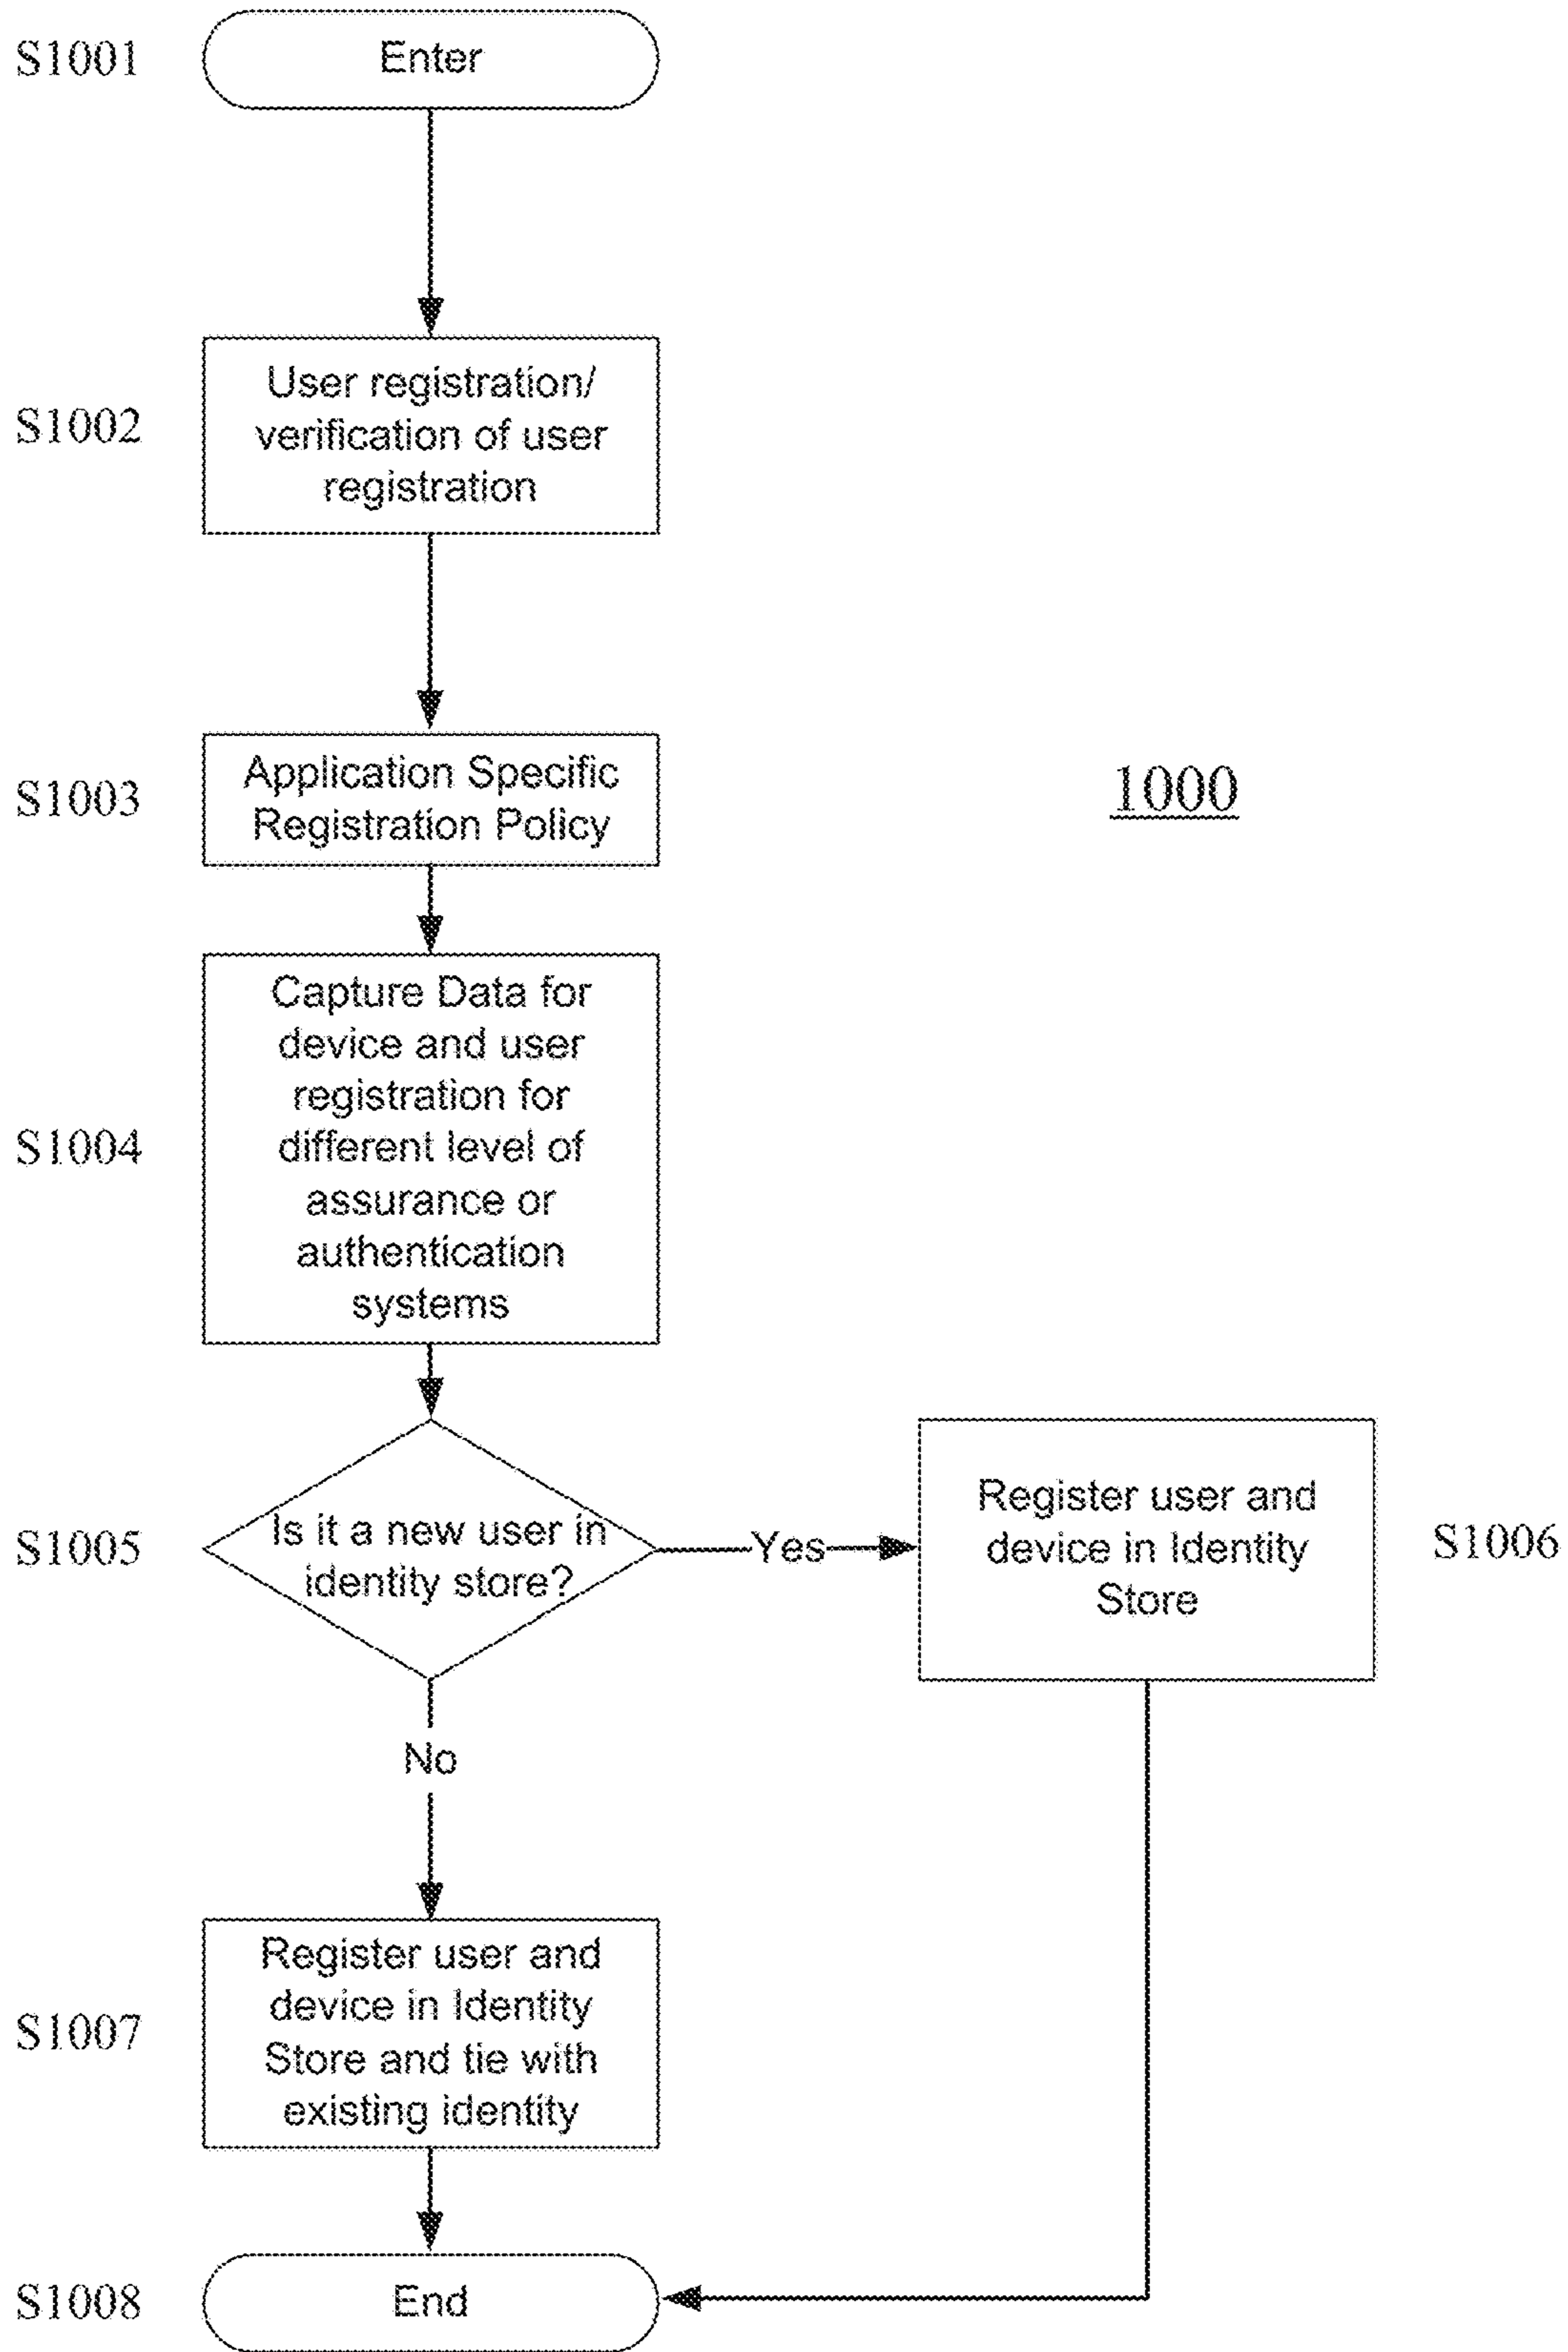 S1001
Enter
S1002
User registration/
verification of user
registration
S1003
Application Specific
Registration Policy
1000
S1004
Capture Data for
device and user
registration for
different level of
assurance or
authentication
systems
S1005
Is it a new user in
identity store?
Yes
Register user and
device in Identity
Store
S1006
No
S1007
Register user and
device in Identity
Store and tie with
existing identity
S1008
End